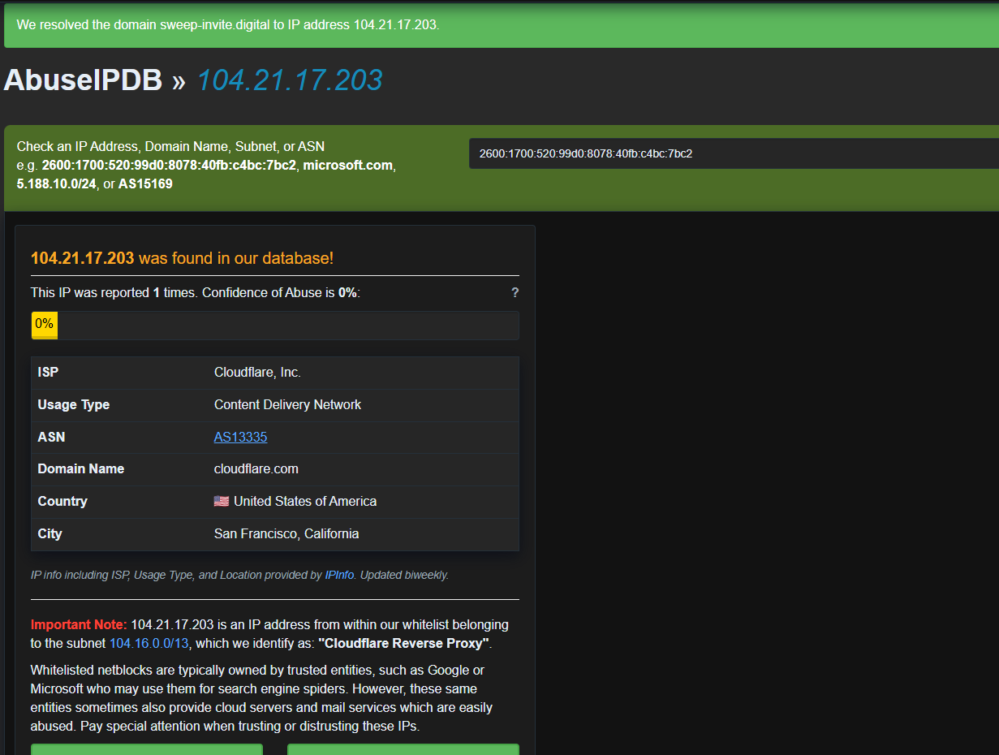 We resolved the domain sweep-invite.digital to IP address 104.21.17.203.
AbuseIPDB » 104.21.17.203
Check an IP Address, Domain Name, Subnet, or ASN
e.g. 2600:1700:520:99d0:8078:40fb:c4bc:7bc2, microsoft.com,
5.188.10.0/24, or AS15169
2600:1700:520:99d0:8078:40fb:c4bc:7bc2
104.21.17.203 was found in our database!
This IP was reported 1 times. Confidence of Abuse is 0%: ?
0%
ISP Cloudflare, Inc.
Usage Type Content Delivery Network
ASN AS13335
Domain Name cloudflare.com
Country United States of America
City San Francisco, California
IP info including ISP, Usage Type, and Location provided by IPInfo. Updated biweekly.
Important Note: 104.21.17.203 is an IP address from within our whitelist belonging
to the subnet 104.16.0.0/13, which we identify as: "Cloudflare Reverse Proxy".
Whitelisted netblocks are typically owned by trusted entities, such as Google or
Microsoft who may use them for search engine spiders. However, these same
entities sometimes also provide cloud servers and mail services which are easily
abused. Pay special attention when trusting or distrusting these IPs.